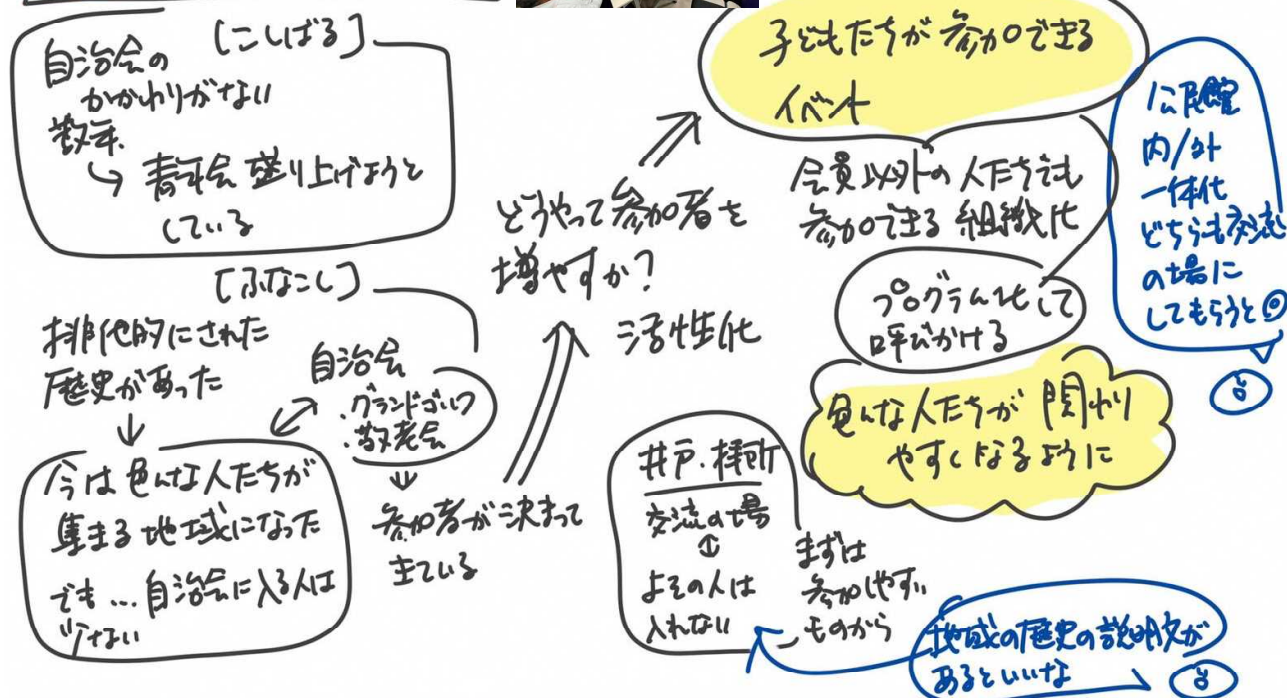 [こしばる]
自治会の
かかわりがない
数年
↳ 青年会 盛り上げようと
している
[ふなこし]
排他的にされた
歴史があった
↓
今は色んな人たちが
集まる地域になった
でも…自治会に入る人は
少ない
自治会
・グランドゴルフ
・敬老会
↓
参加者が決まって
きている
どうやって参加者を
増やすか?
活性化
子どもたちが参加できる
イベント
会員以外の人たちでも
参加できる組織化
プログラム化して
呼びかける
色んな人たちが関わり
やすくなるように
井戸・拝所
交流の場
⇕
よその人は
入れない
まずは
参加しやすい
ものから
公民館
内/外
一体化
どちらも交流
の場に
してもらうと◎
地域の歴史の説明文が
あるといいな